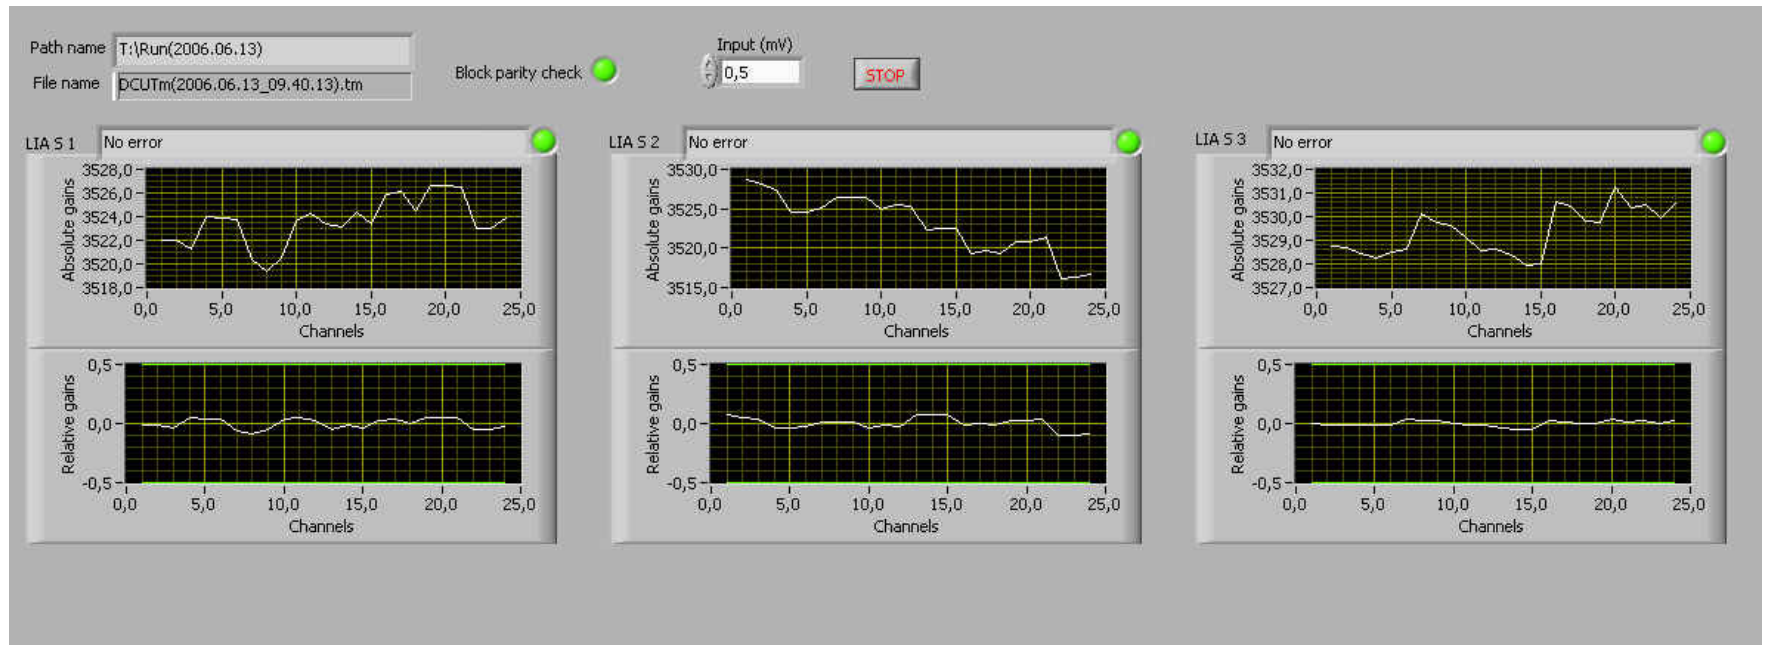 Path name T:\Run(2006.06.13)
File name DCUTm(2006.06.13_09.40.13).tm
Block parity check
Input (mV)
0,5
STOP
LIA S 1 No error
Absolute gains
3528,0
3526,0
3524,0
3522,0
3520,0
3518,0
0,0 5,0 10,0 15,0 20,0 25,0
Channels
Relative gains
0,5
0,0
-0,5
0,0 5,0 10,0 15,0 20,0 25,0
Channels
LIA S 2 No error
Absolute gains
3530,0
3525,0
3520,0
3515,0
0,0 5,0 10,0 15,0 20,0 25,0
Channels
Relative gains
0,5
0,0
-0,5
0,0 5,0 10,0 15,0 20,0 25,0
Channels
LIA S 3 No error
Absolute gains
3532,0
3531,0
3530,0
3529,0
3528,0
3527,0
0,0 5,0 10,0 15,0 20,0 25,0
Channels
Relative gains
0,5
0,0
-0,5
0,0 5,0 10,0 15,0 20,0 25,0
Channels